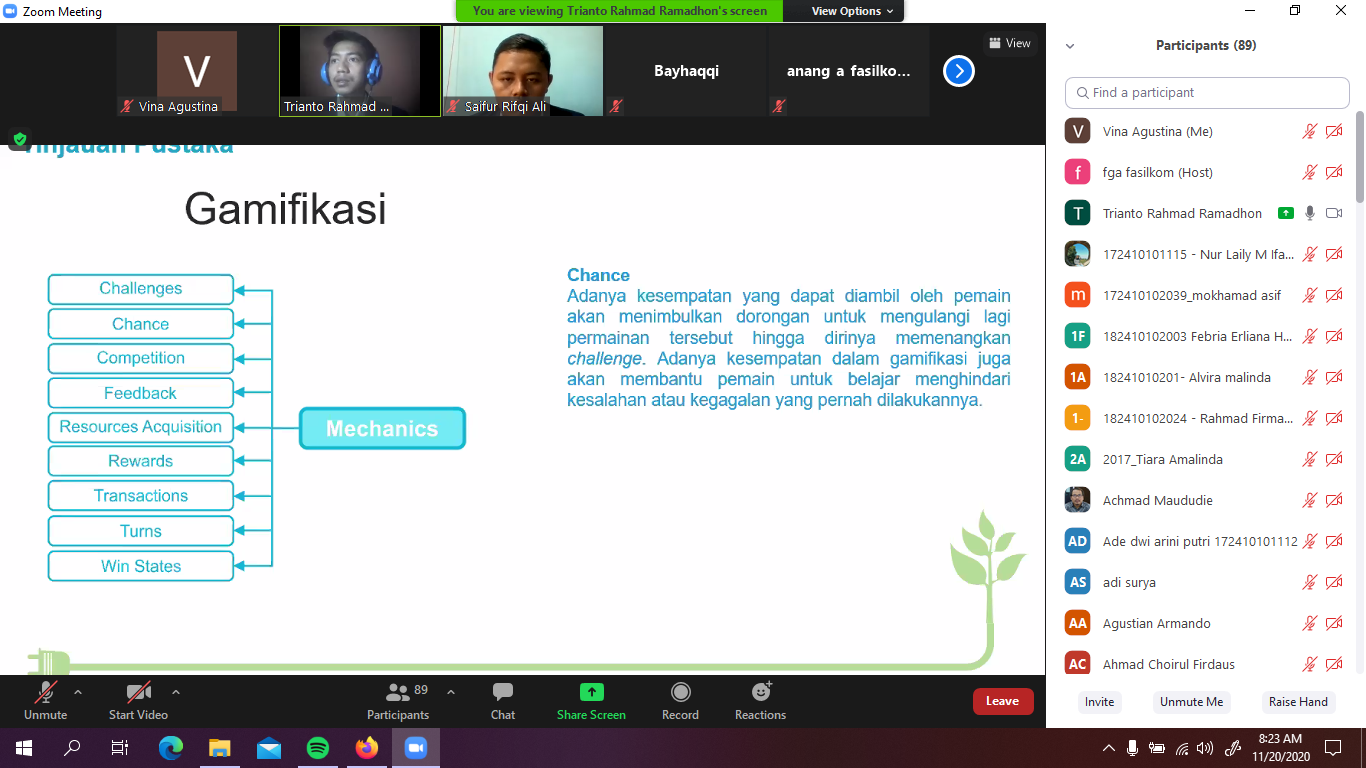 Zoom Meeting
You are viewing Trianto Rahmad Ramadhon's screen
View Options
V
Vina Agustina
Trianto Rahmad ...
Saifur Rifqi Ali
Bayhaqqi
anang a fasilko...
View
Tinjauan Pustaka
Gamifikasi
Challenges
Chance
Competition
Feedback
Resources Acquisition
Rewards
Transactions
Turns
Win States
Mechanics
Chance
Adanya kesempatan yang dapat diambil oleh pemain
akan menimbulkan dorongan untuk mengulangi lagi
permainan tersebut hingga dirinya memenangkan
challenge. Adanya kesempatan dalam gamifikasi juga
akan membantu pemain untuk belajar menghindari
kesalahan atau kegagalan yang pernah dilakukannya.
Participants (89)
Find a participant
V Vina Agustina (Me)
f fga fasilkom (Host)
T Trianto Rahmad Ramadhon
172410101115 - Nur Laily M Ifa...
m 172410102039_mokhamad asif
1F 182410102003 Febria Erliana H...
1A 18241010201- Alvira malinda
1- 182410102024 - Rahmad Firma...
2A 2017_Tiara Amalinda
Achmad Maududie
AD Ade dwi arini putri 172410101112
AS adi surya
AA Agustian Armando
AC Ahmad Choirul Firdaus
Invite
Unmute Me
Raise Hand
Unmute
Start Video
89
Participants
Chat
Share Screen
Record
Reactions
Leave
8:23 AM
11/20/2020